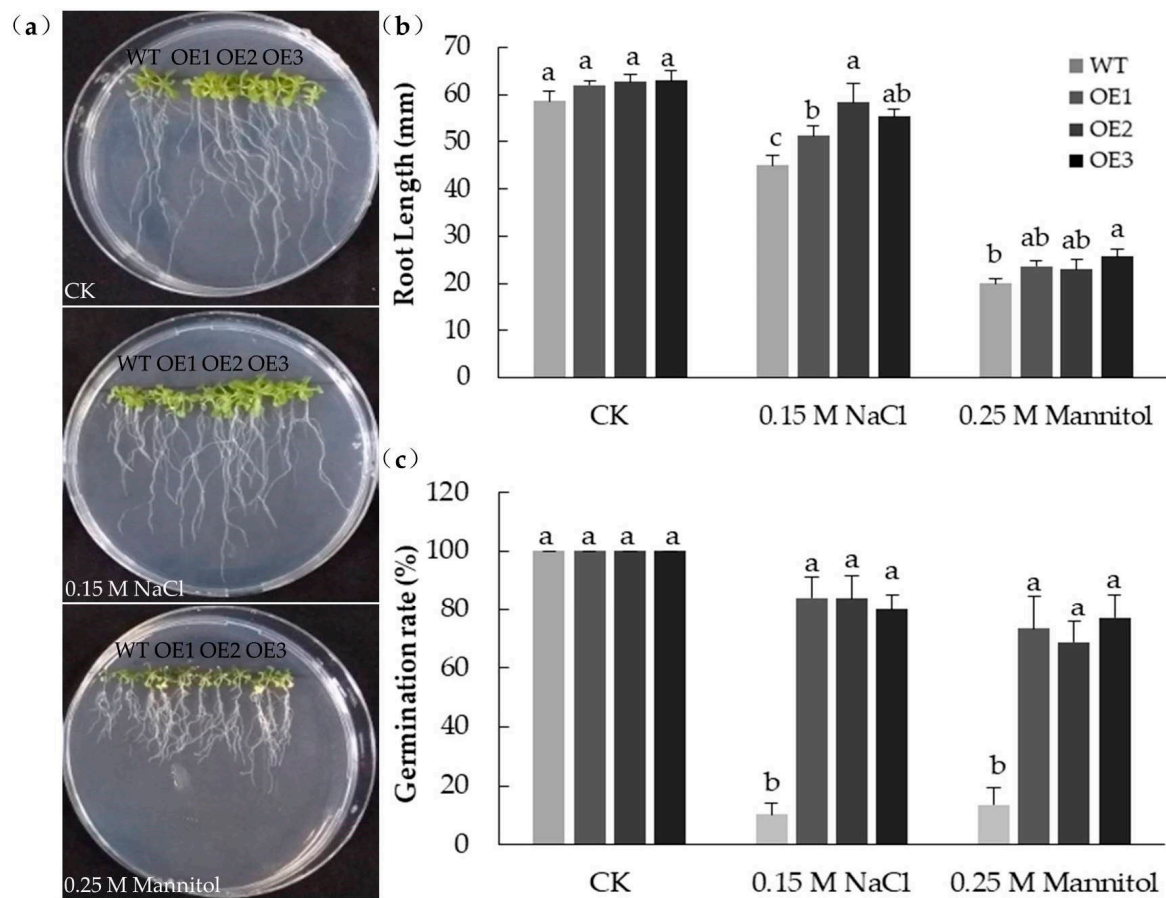 (a)
WT OE1 OE2 OE3
CK
WT OE1 OE2 OE3
0.15 M NaCl
WT OE1 OE2 OE3
0.25 M Mannitol
(b)
Root Length (mm)
70
60
50
40
30
20
10
0
a a a a
c b a ab
b ab ab a
WT
OE1
OE2
OE3
CK 0.15 M NaCl 0.25 M Mannitol
(c)
Germination rate (%)
120
100
80
60
40
20
0
a a a a
b a a a
b a a a
CK 0.15 M NaCl 0.25 M Mannitol